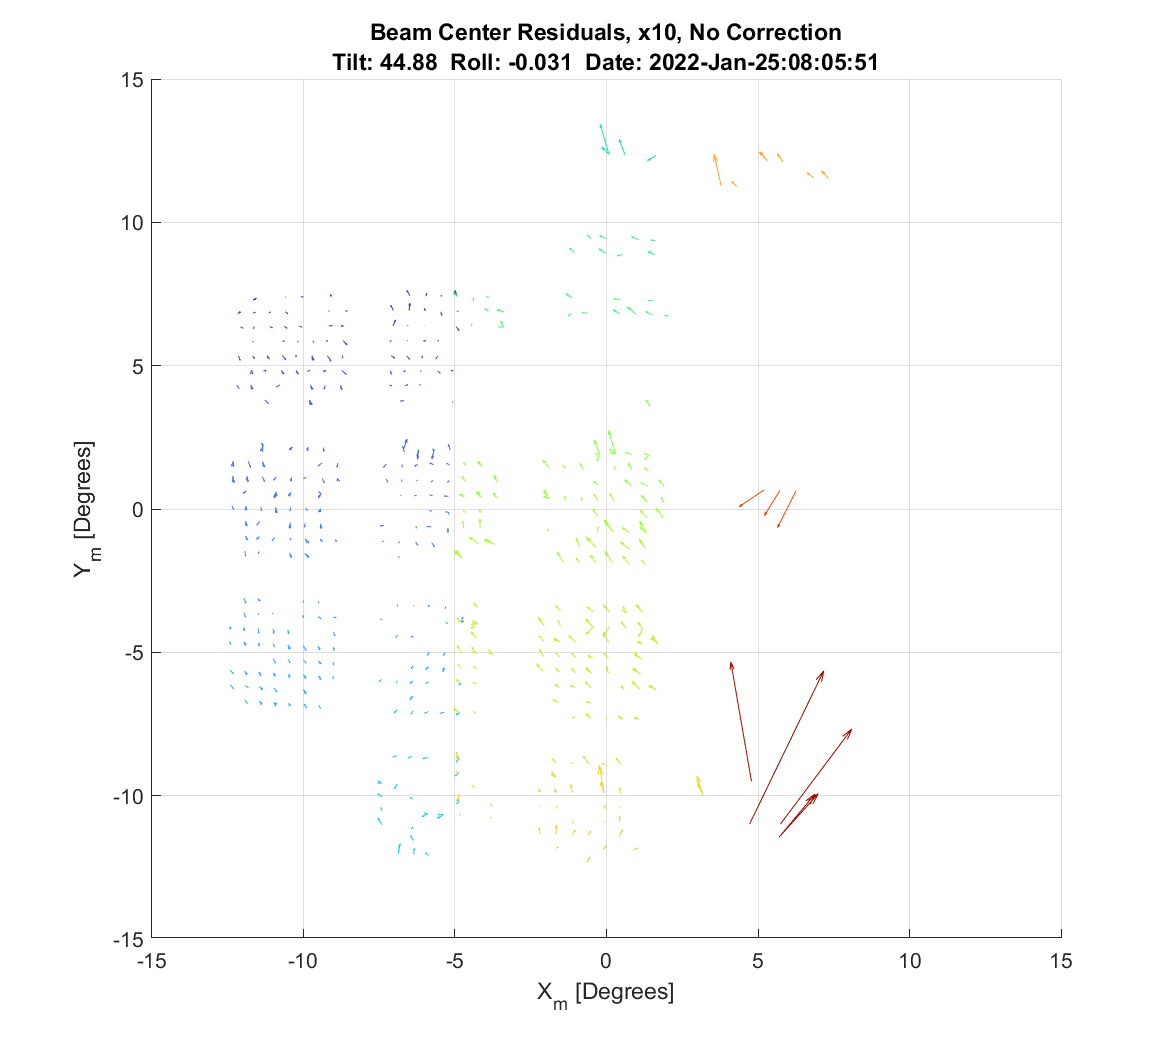 Beam Center Residuals, x10, No Correction
Tilt: 44.88 Roll: -0.031 Date: 2022-Jan-25:08:05:51
15
10
5
0
-5
-10
-15
Y_m [Degrees]
-15 -10 -5 0 5 10 15
X_m [Degrees]